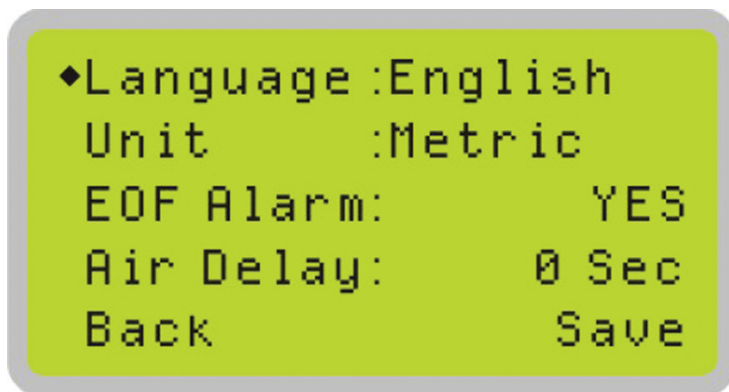 ◆Language:English
Unit :Metric
EOF Alarm: YES
Air Delay: 0 Sec
Back Save